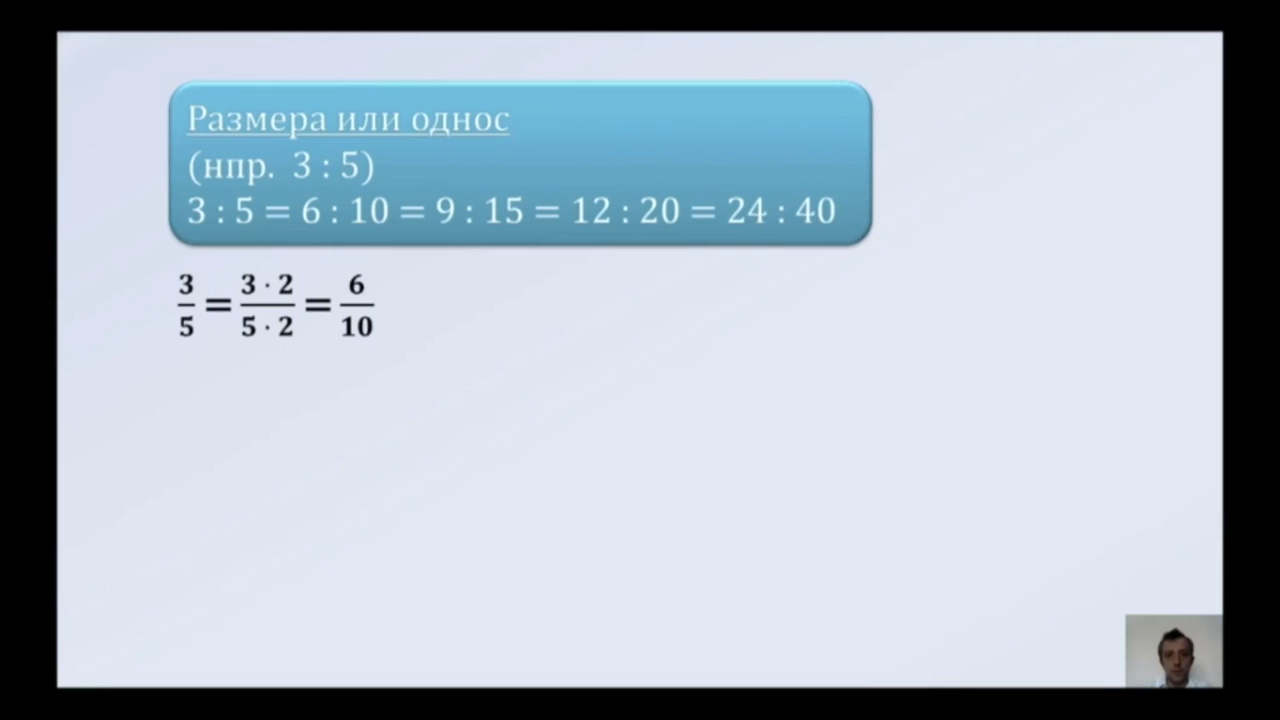 Размера или однос
(нпр. 3 : 5)
3 : 5 = 6 : 10 = 9 : 15 = 12 : 20 = 24 : 40
3/5 = 3 · 2/5 · 2 = 6/10